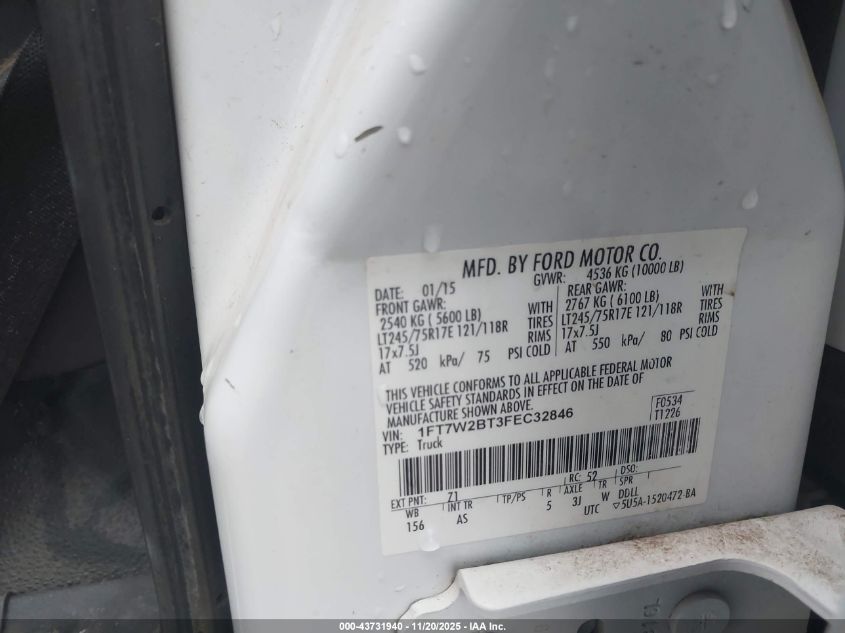 MFD. BY FORD MOTOR CO.
DATE: 01/15 GVWR: 4536 KG (10000 LB)
FRONT GAWR: WITH REAR GAWR: WITH
2540 KG ( 5600 LB) TIRES 2767 KG ( 6100 LB) TIRES
LT245/75R17E 121/118R RIMS LT245/75R17E 121/118R RIMS
17x7.5J 17x7.5J
AT 520 kPa/ 75 PSI COLD AT 550 kPa/ 80 PSI COLD
THIS VEHICLE CONFORMS TO ALL APPLICABLE FEDERAL MOTOR
VEHICLE SAFETY STANDARDS IN EFFECT ON THE DATE OF
MANUFACTURE SHOWN ABOVE.
VIN: 1FT7W2BT3FEC32846 F0534
TYPE: Truck T1226
EXT PNT: Z1 RC: 52 DSO:
WB INT TR TP/PS R AXLE TR SPR
156 AS 5 3J W DDLL
UTC ▽5U5A-1520472-BA
000-43731940 - 11/20/2025 - IAAI.COM